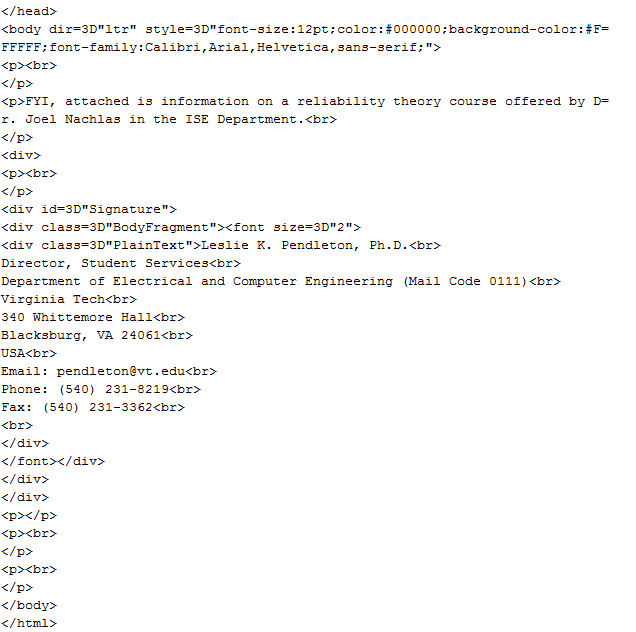 </head>
<body dir=3D"ltr" style=3D"font-size:12pt;color:#000000;background-color:#F=
FFFFF;font-family:Calibri,Arial,Helvetica,sans-serif;">
<p><br>
</p>
<p>FYI, attached is information on a reliability theory course offered by D=
r. Joel Nachlas in the ISE Department.<br>
</p>
<div>
<p><br>
</p>
<div id=3D"Signature">
<div class=3D"BodyFragment"><font size=3D"2">
<div class=3D"PlainText">Leslie K. Pendleton, Ph.D.<br>
Director, Student Services<br>
Department of Electrical and Computer Engineering (Mail Code 0111)<br>
Virginia Tech<br>
340 Whittemore Hall<br>
Blacksburg, VA 24061<br>
USA<br>
Email: pendleton@vt.edu<br>
Phone: (540) 231-8219<br>
Fax: (540) 231-3362<br>
<br>
</div>
</font></div>
</div>
</div>
<p></p>
<p><br>
</p>
<p><br>
</p>
</body>
</html>